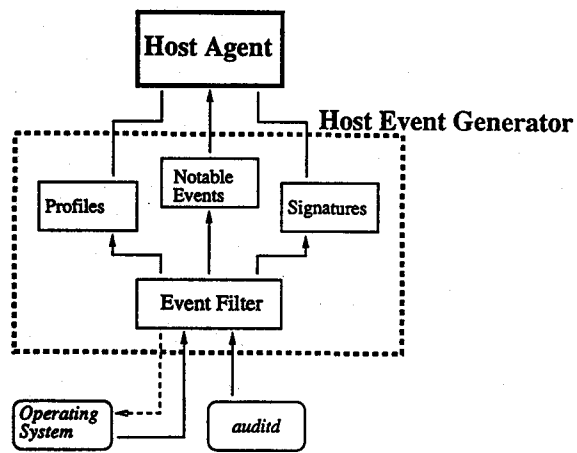 Host Agent
Host Event Generator
Notable
Events
Profiles
Signatures
Event Filter
Operating
System
auditd